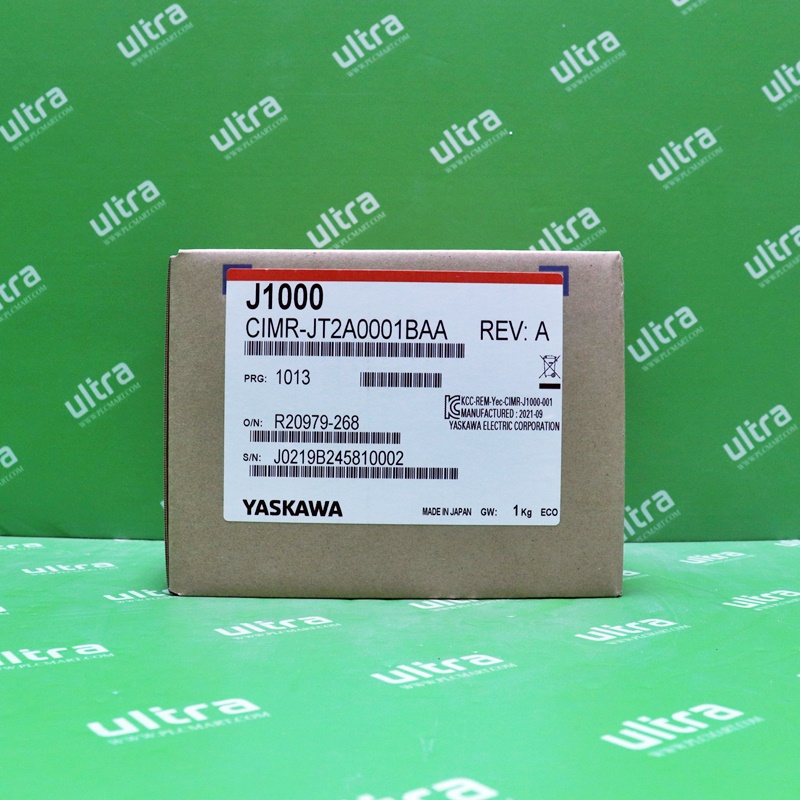 J1000
CIMR-JT2A0001BAA REV: A
PRG: 1013
KCC-REM-Yec-CIMR-J1000-001
MANUFACTURED : 2021-09
YASKAWA ELECTRIC CORPORATION
O/N: R20979-268
S/N: J0219B245810002
YASKAWA MADE IN JAPAN GW: 1Kg ECO
ultra
WWW.PLCMART.COM